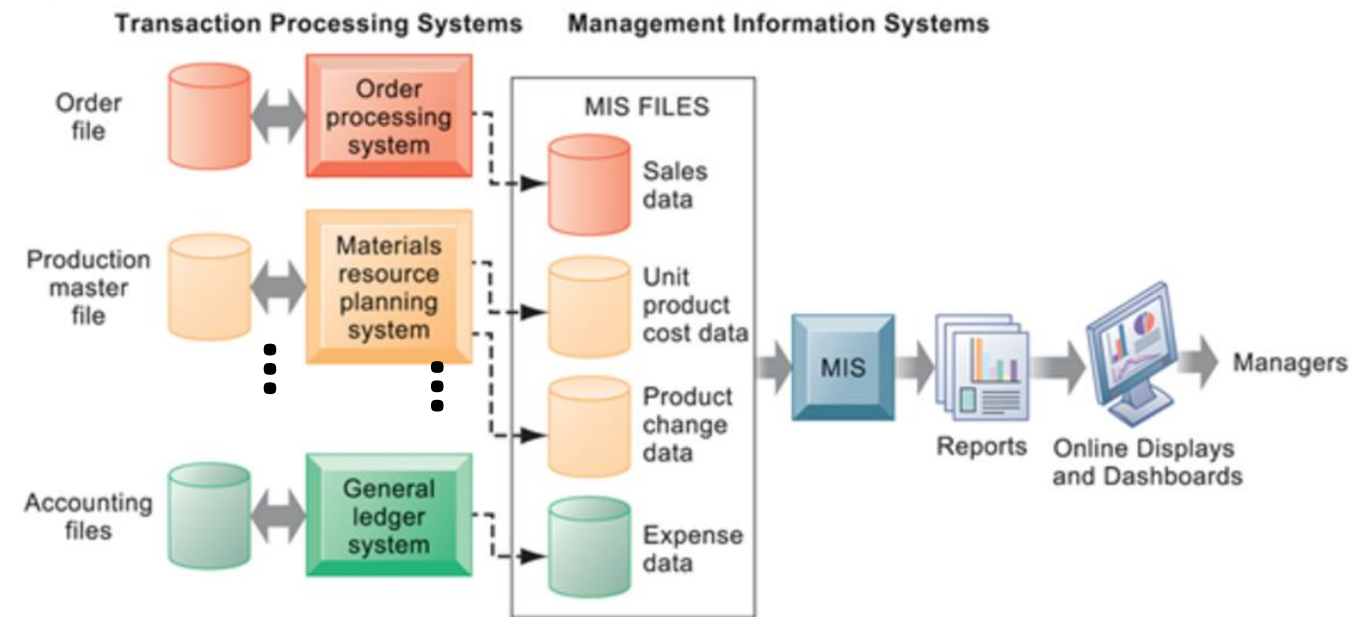 Transaction Processing Systems
Management Information Systems
Order
file
Order
processing
system
MIS FILES
Sales
data
Production
master
file
Materials
resource
planning
system
Unit
product
cost data
Product
change
data
Accounting
files
General
ledger
system
Expense
data
MIS
Reports
Online Displays
and Dashboards
Managers